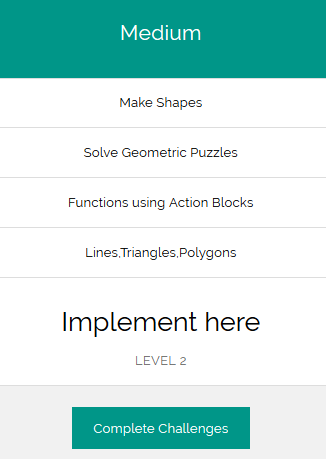 Medium
Make Shapes
Solve Geometric Puzzles
Functions using Action Blocks
Lines,Triangles,Polygons
Implement here
LEVEL 2
Complete Challenges